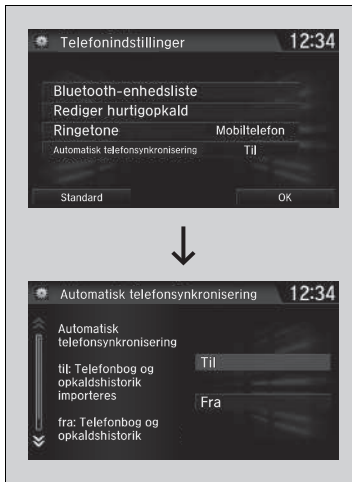 Telefonindstillinger 12:34
Bluetooth-enhedsliste
Rediger hurtigopkald
Ringetone Mobiltelefon
Automatisk telefonsynkronisering Til
Standard OK
Automatisk telefonsynkronisering 12:34
Automatisk
telefonsynkronisering
til: Telefonbog og
opkaldshistorik
importeres
fra: Telefonbog og
opkaldshistorik
Til
Fra